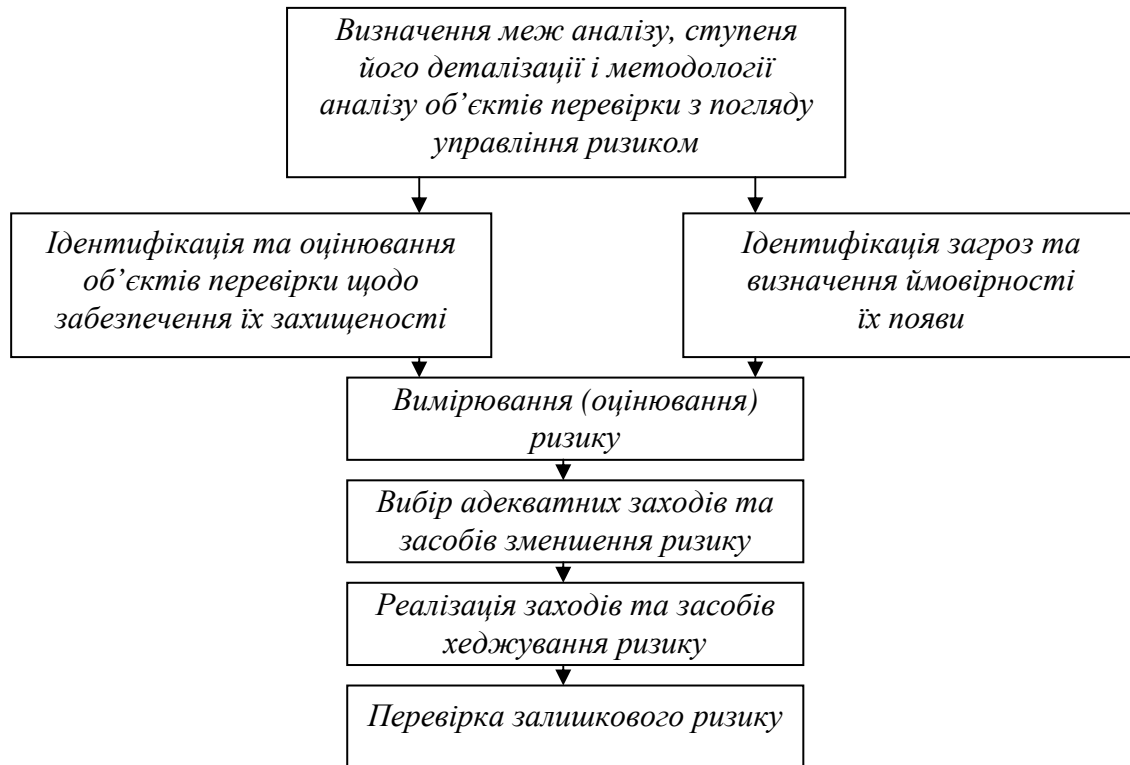 Визначення меж аналізу, ступеня
його деталізації і методології
аналізу об’єктів перевірки з погляду
управління ризиком
Ідентифікація та оцінювання
об’єктів перевірки щодо
забезпечення їх захищеності
Ідентифікація загроз та
визначення ймовірності
їх появи
Вимірювання (оцінювання)
ризику
Вибір адекватних заходів та
засобів зменшення ризику
Реалізація заходів та засобів
хеджування ризику
Перевірка залишкового ризику